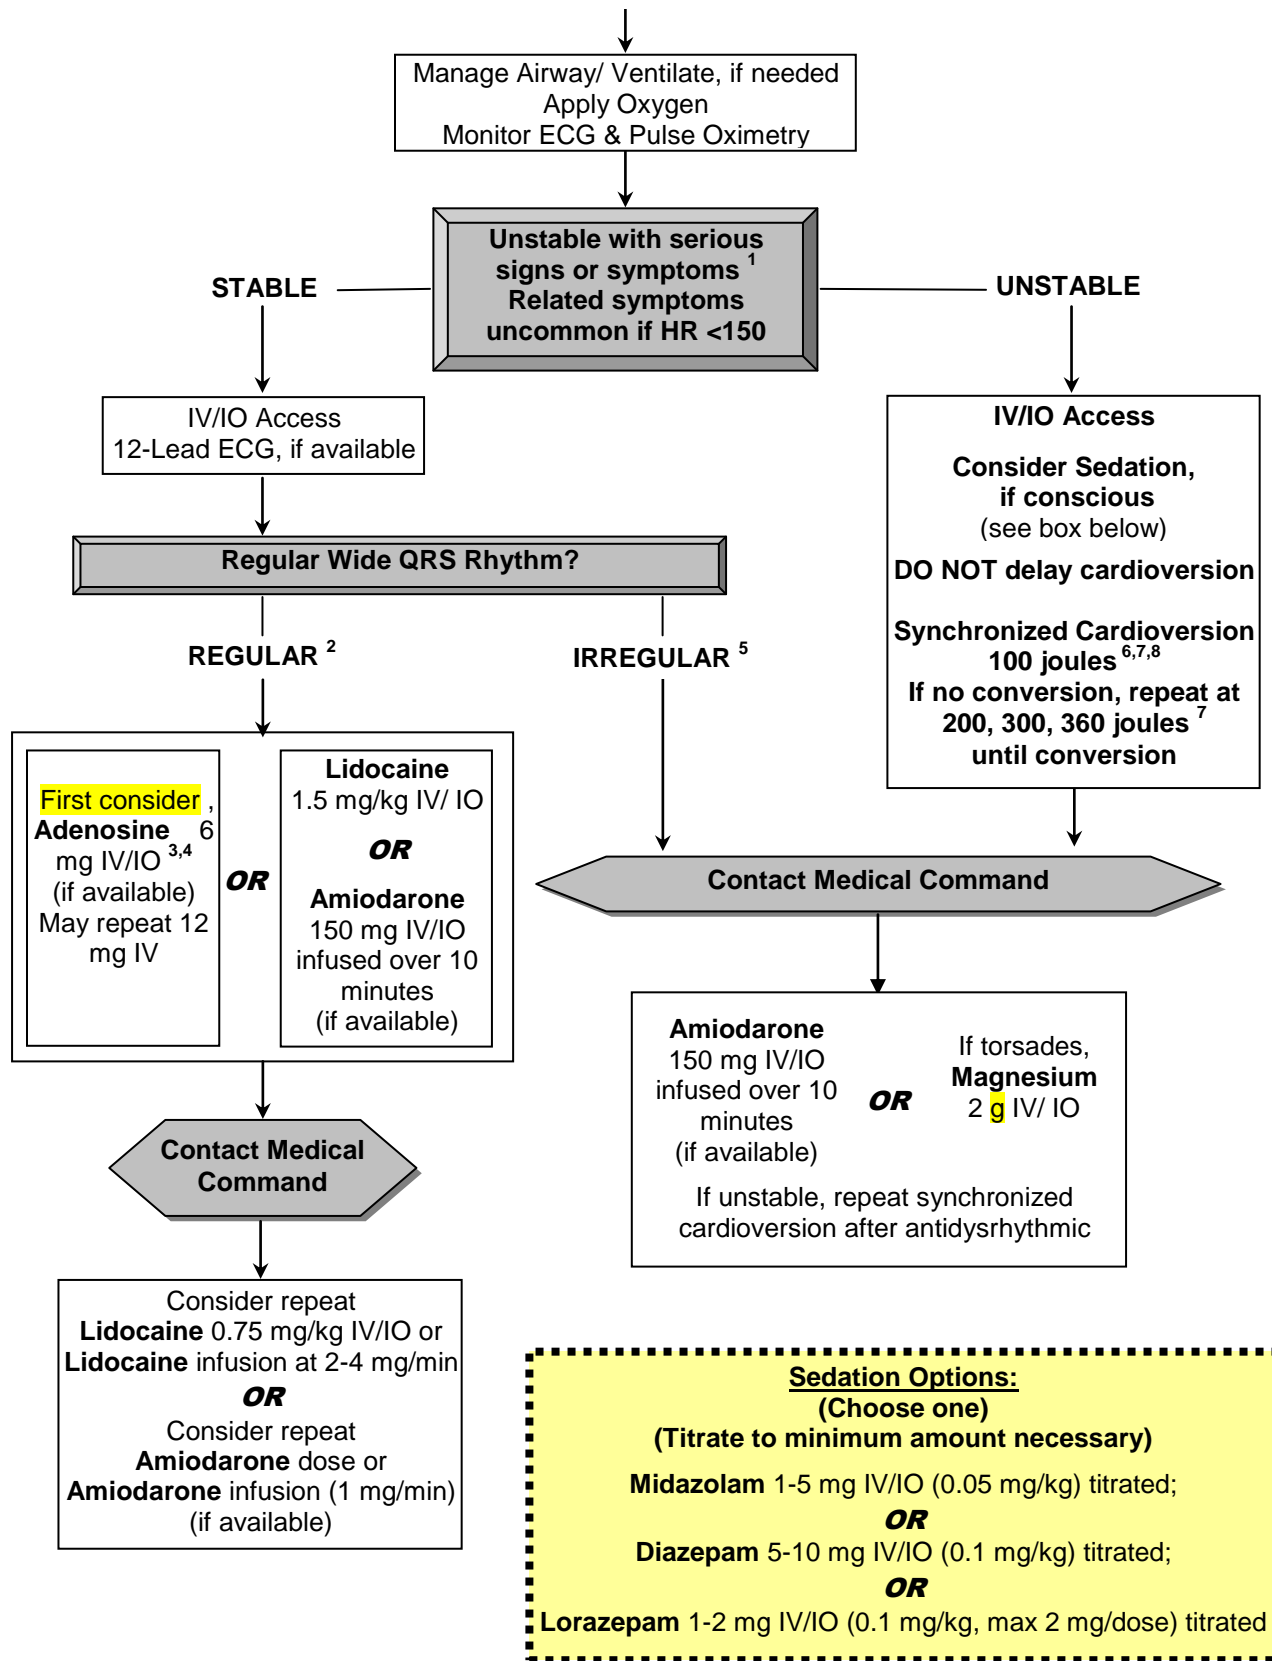 Manage Airway/ Ventilate, if needed
Apply Oxygen
Monitor ECG & Pulse Oximetry
Unstable with serious
signs or symptoms 1
Related symptoms
uncommon if HR <150
STABLE
UNSTABLE
IV/IO Access
12-Lead ECG, if available
Regular Wide QRS Rhythm?
REGULAR 2
IRREGULAR 5
IV/IO Access
Consider Sedation,
if conscious
(see box below)
DO NOT delay cardioversion
Synchronized Cardioversion
100 joules 6,7,8
If no conversion, repeat at
200, 300, 360 joules 7
until conversion
First consider ,
Adenosine 6
mg IV/IO 3,4
(if available)
May repeat 12
mg IV
OR
Lidocaine
1.5 mg/kg IV/ IO
OR
Amiodarone
150 mg IV/IO
infused over 10
minutes
(if available)
Contact Medical Command
Amiodarone
150 mg IV/IO
infused over 10
minutes
(if available)
OR
If torsades,
Magnesium
2 g IV/ IO
If unstable, repeat synchronized
cardioversion after antidysrhythmic
Contact Medical
Command
Consider repeat
Lidocaine 0.75 mg/kg IV/IO or
Lidocaine infusion at 2-4 mg/min
OR
Consider repeat
Amiodarone dose or
Amiodarone infusion (1 mg/min)
(if available)
Sedation Options:
(Choose one)
(Titrate to minimum amount necessary)
Midazolam 1-5 mg IV/IO (0.05 mg/kg) titrated;
OR
Diazepam 5-10 mg IV/IO (0.1 mg/kg) titrated;
OR
Lorazepam 1-2 mg IV/IO (0.1 mg/kg, max 2 mg/dose) titrated